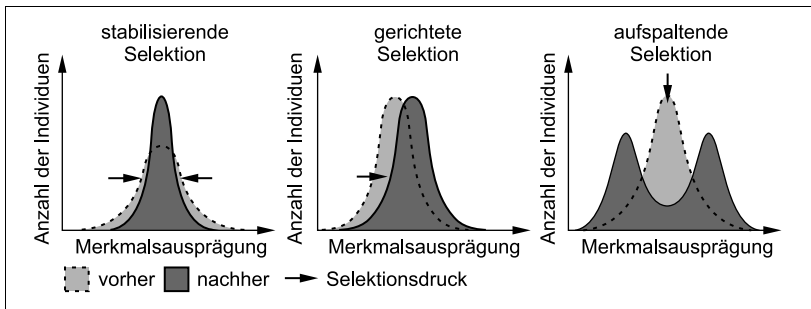 stabilisierende
Selektion
Anzahl der Individuen
Merkmalsausprägung
gerichtete
Selektion
Anzahl der Individuen
Merkmalsausprägung
aufspaltende
Selektion
Anzahl der Individuen
Merkmalsausprägung
vorher nachher Selektionsdruck